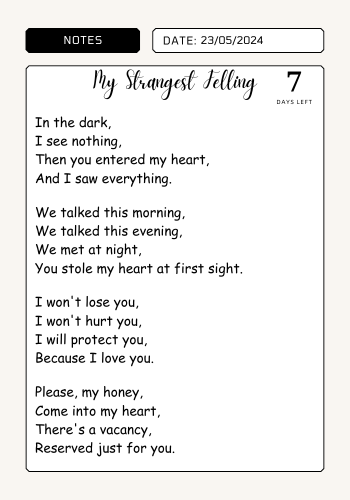 NOTES
DATE: 23/05/2024
My Strangest Felling
7
DAYS LEFT
In the dark,
I see nothing,
Then you entered my heart,
And I saw everything.
We talked this morning,
We talked this evening,
We met at night,
You stole my heart at first sight.
I won't lose you,
I won't hurt you,
I will protect you,
Because I love you.
Please, my honey,
Come into my heart,
There's a vacancy,
Reserved just for you.